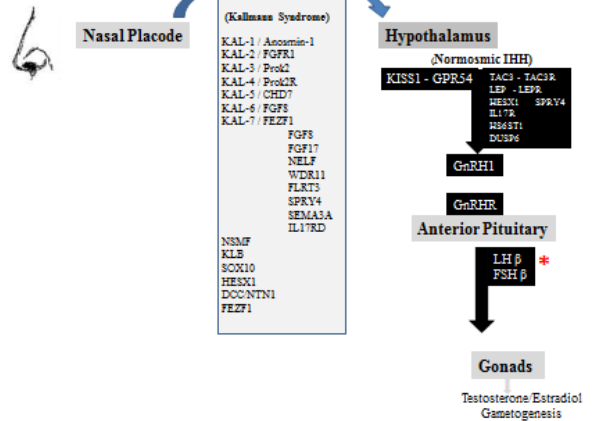 Nasal Placode
(Kallmann Syndrome)
KAL-1 / Anosmin-1
KAL-2 / FGFR1
KAL-3 / Prok2
KAL-4 / Prok2R
KAL-5 / CHD7
KAL-6 / FGF8
KAL-7 / FEZF1
FGF8
FGF17
NELF
WDR11
FLRT3
SPRY4
SEMA3A
IL17RD
NSMF
KLB
SOX10
HESX1
DCC/NTN1
FEZF1
Hypothalamus
(Normosmic IHH)
KISS1 - GPR54
TAC3 - TAC3R
LEP - LEPR
HESX1 SPRY4
IL17R
HS6ST1
DUSP6
GnRH1
GnRHR
Anterior Pituitary
LH β *
FSH β
Gonads
Testosterone/Estradiol
Gametogenesis